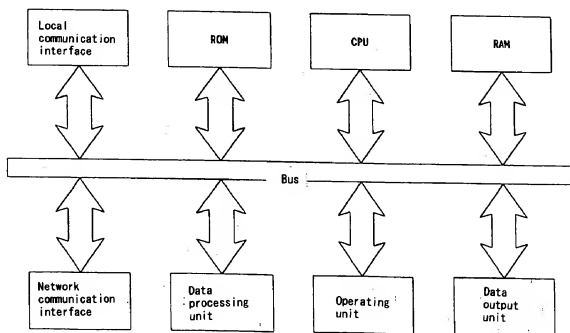 Local
communication
interface
ROM
CPU
RAM
Bus
Network
communication
interface
Data
processing
unit
Operating
unit
Data
output
unit